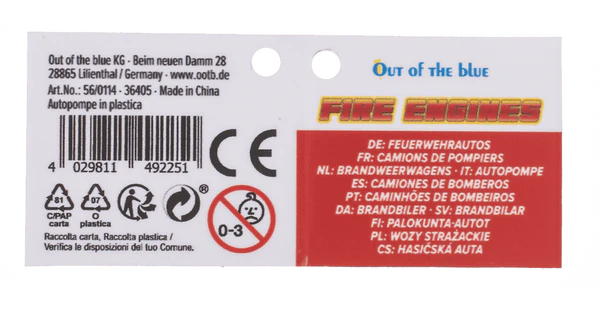 Out of the blue KG - Beim neuen Damm 28
28865 Lilienthal / Germany · www.ootb.de
Art.No.: 56/0114 · 36405 · Made in China
Autopompe in plastica
4 029811 492251
CE
81
C/PAP
carta
07
O
plastica
®
0-3
Raccolta carta, Raccolta plastica /
Verifica le disposizioni del tuo Comune.
Out of the blue
FIRE ENGINES
DE: FEUERWEHRAUTOS
FR: CAMIONS DE POMPIERS
NL: BRANDWEERWAGENS · IT: AUTOPOMPE
ES: CAMIONES DE BOMBEROS
PT: CAMINHÕES DE BOMBEIROS
DA: BRANDBILER · SV: BRANDBILAR
FI: PALOKUNTA-AUTOT
PL: WOZY STRAŻACKIE
CS: HASIČSKÁ AUTA